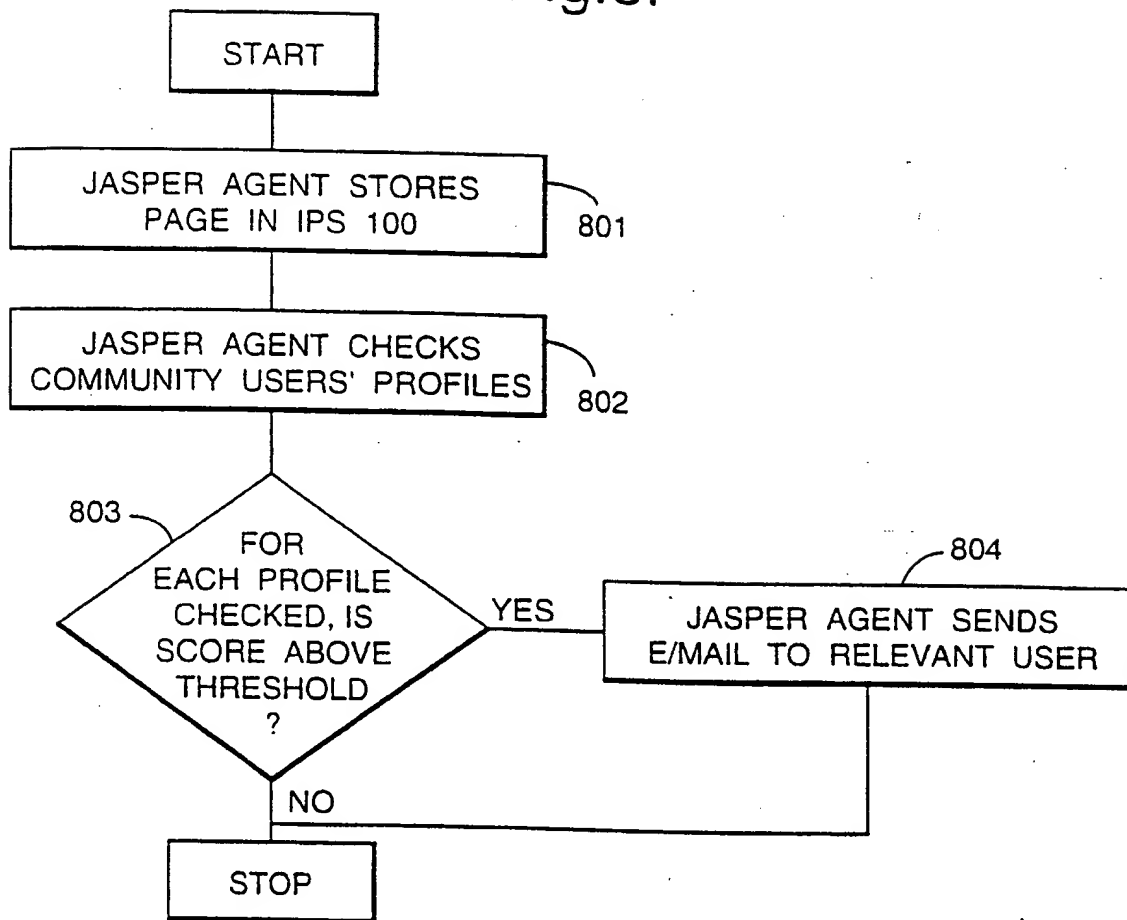 START
JASPER AGENT STORES
PAGE IN IPS 100
801
JASPER AGENT CHECKS
COMMUNITY USERS' PROFILES
802
803
FOR
EACH PROFILE
CHECKED, IS
SCORE ABOVE
THRESHOLD
?
YES
804
JASPER AGENT SENDS
E/MAIL TO RELEVANT USER
NO
STOP